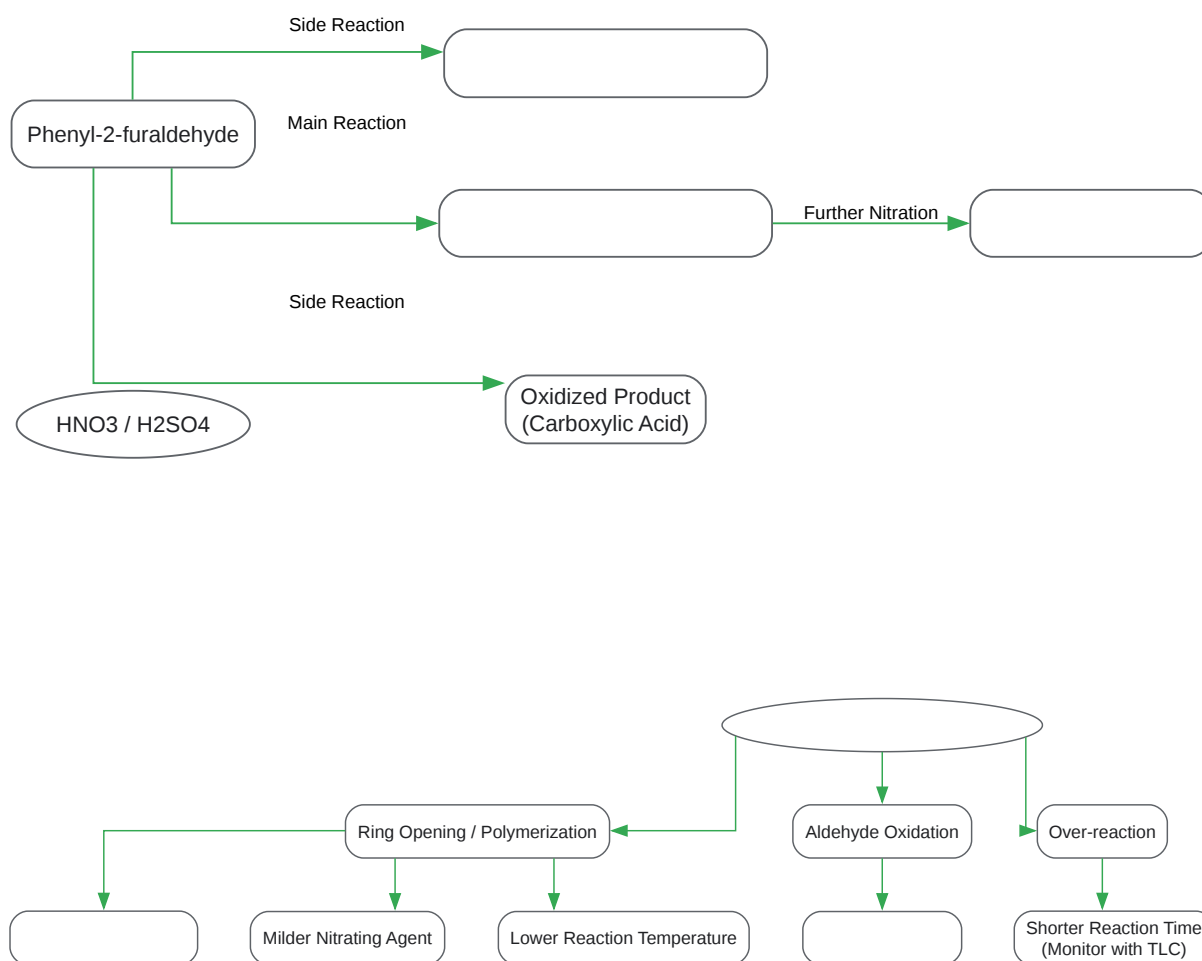 Side Reaction
Phenyl-2-furaldehyde
Main Reaction
Further Nitration
Side Reaction
HNO3 / H2SO4
Oxidized Product
(Carboxylic Acid)
Ring Opening / Polymerization
Aldehyde Oxidation
Over-reaction
Milder Nitrating Agent
Lower Reaction Temperature
Shorter Reaction Time
(Monitor with TLC)